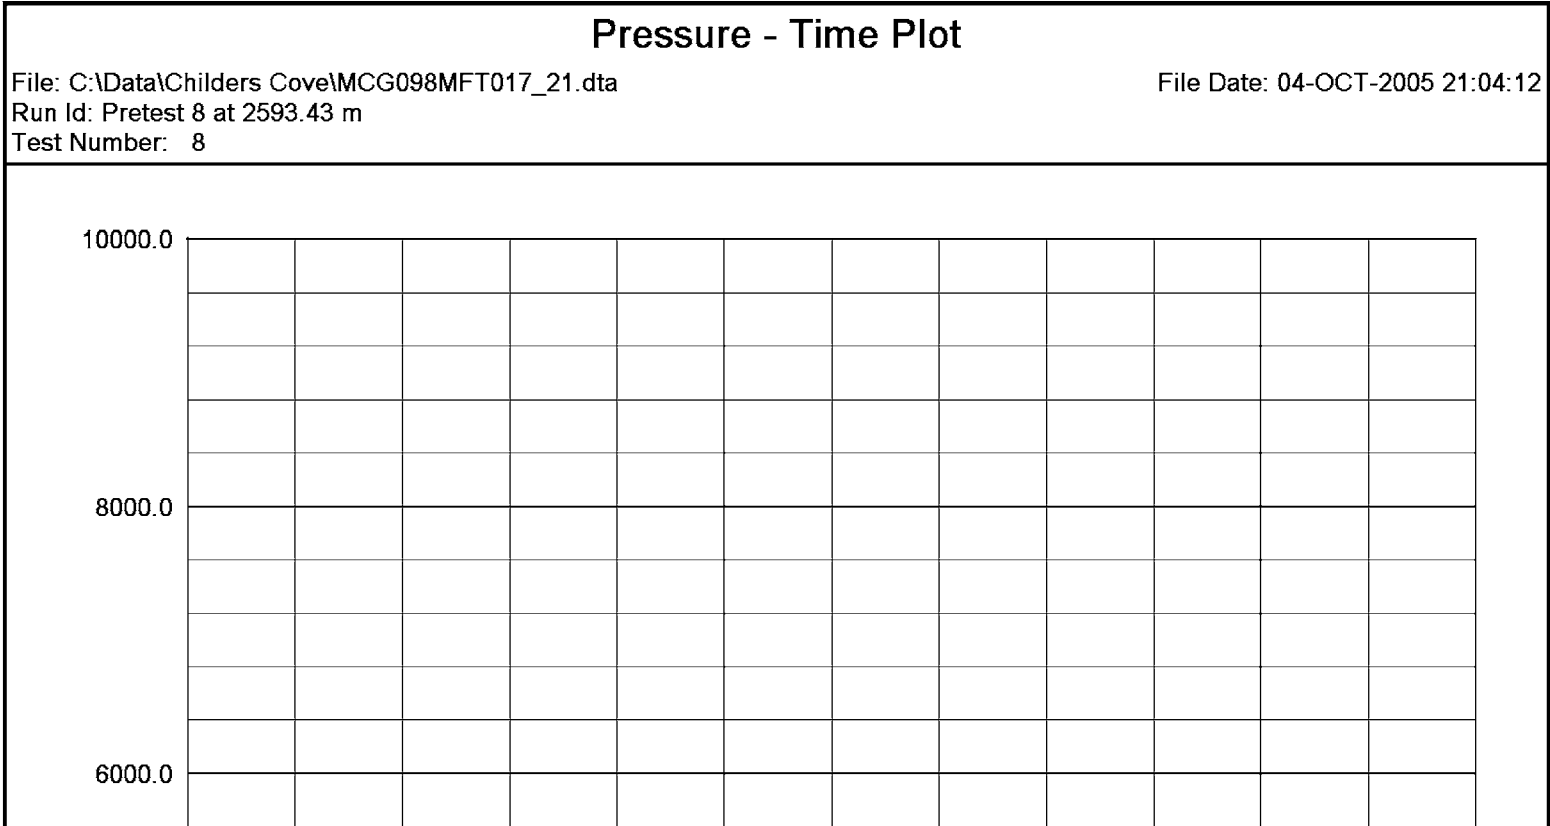 Pressure - Time Plot
File: C:\Data\Childers Cove\MCG098MFT017_21.dta File Date: 04-OCT-2005 21:04:12
Run Id: Pretest 8 at 2593.43 m
Test Number: 8
10000.0
8000.0
6000.0